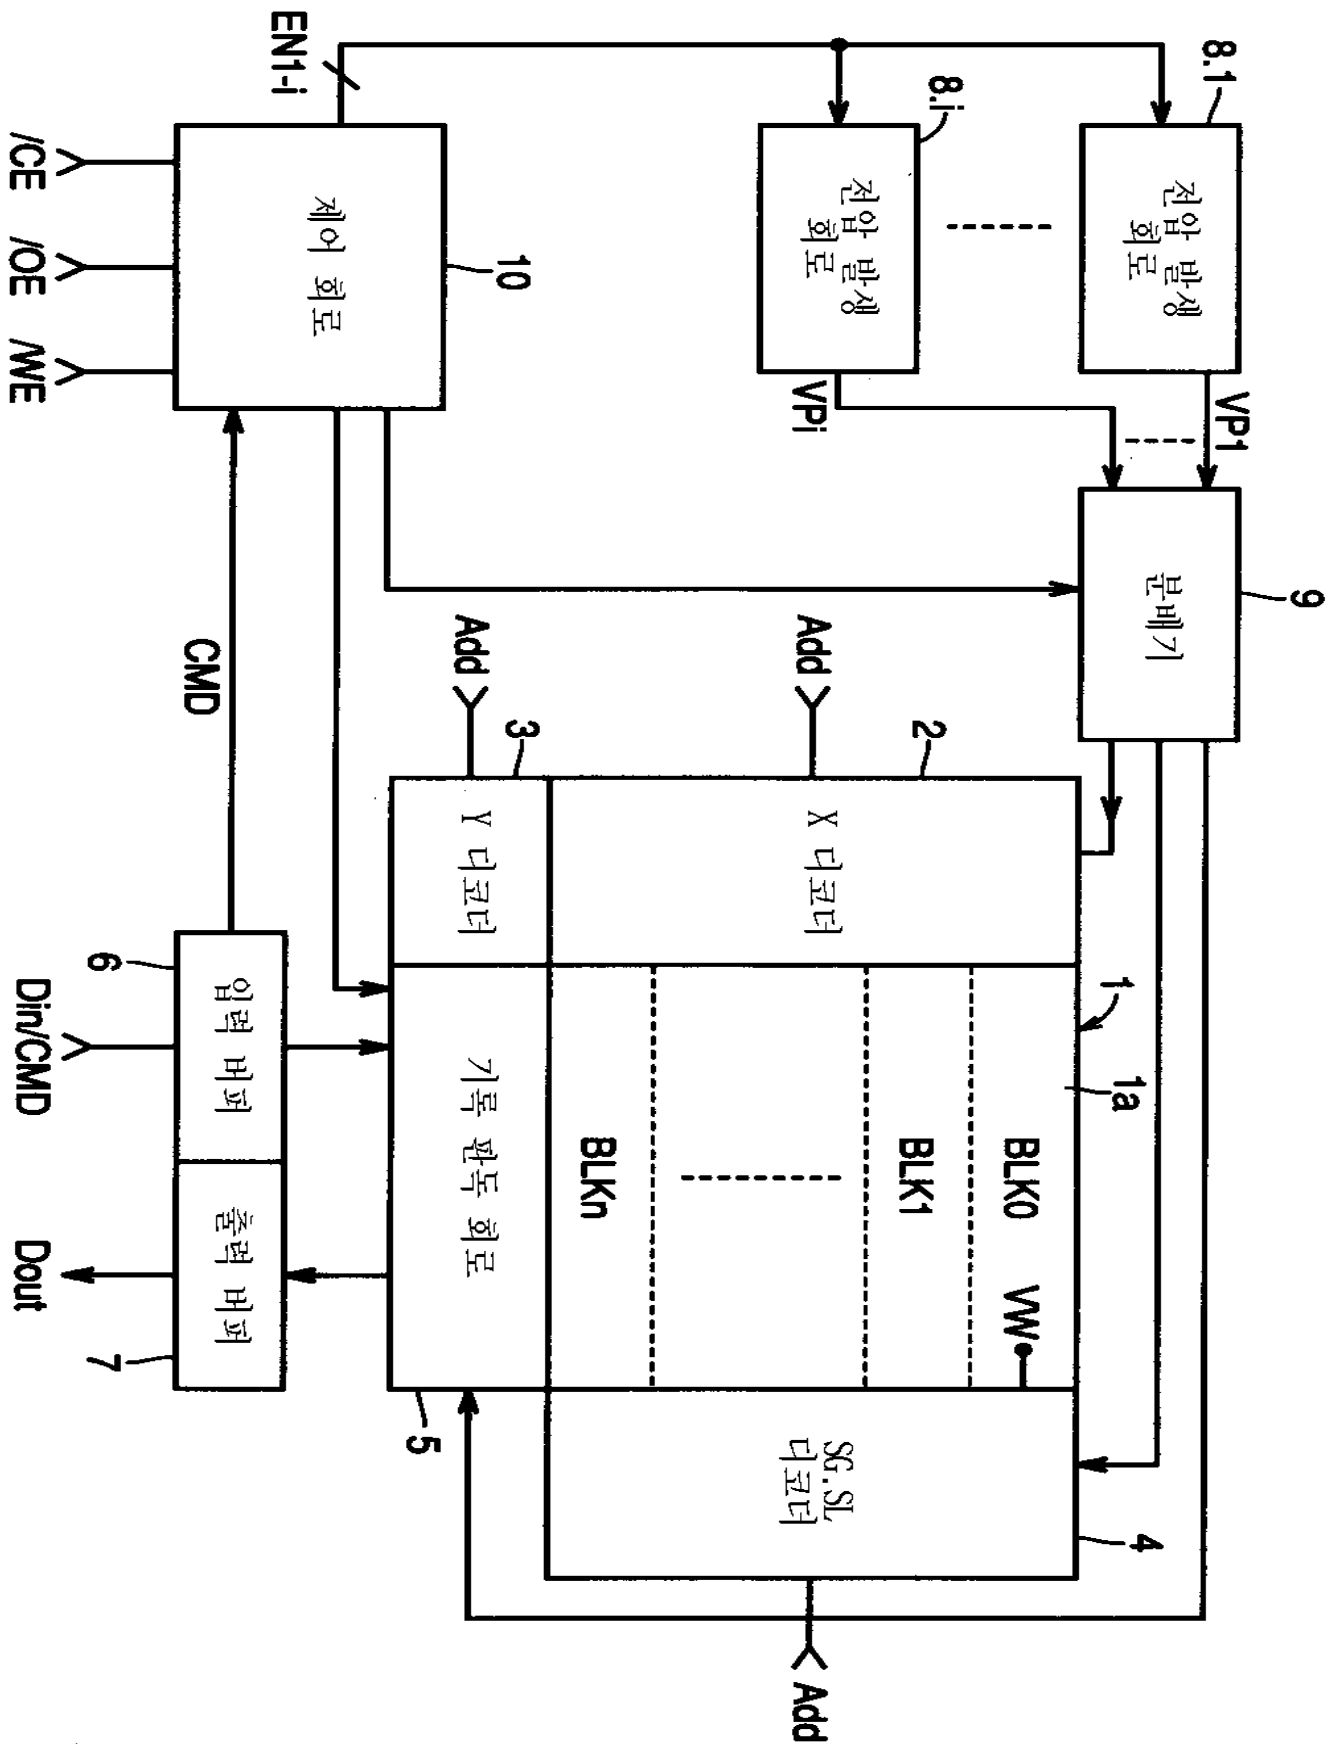 9
8.1
VP1
전압 발생
회로
분배기
4
1
1a
BLK0
VW
8.i
2
BLK1
전압 발생
회로
VPi
Add
X 디코더
SG.SL
디코더
Add
BLKn
10
3
Add
Y 디코더
기록 판독 회로
5
제어 회로
EN1-i
CMD
입력 버퍼
출력 버퍼
6
7
/CE
/OE
/WE
Din/CMD
Dout